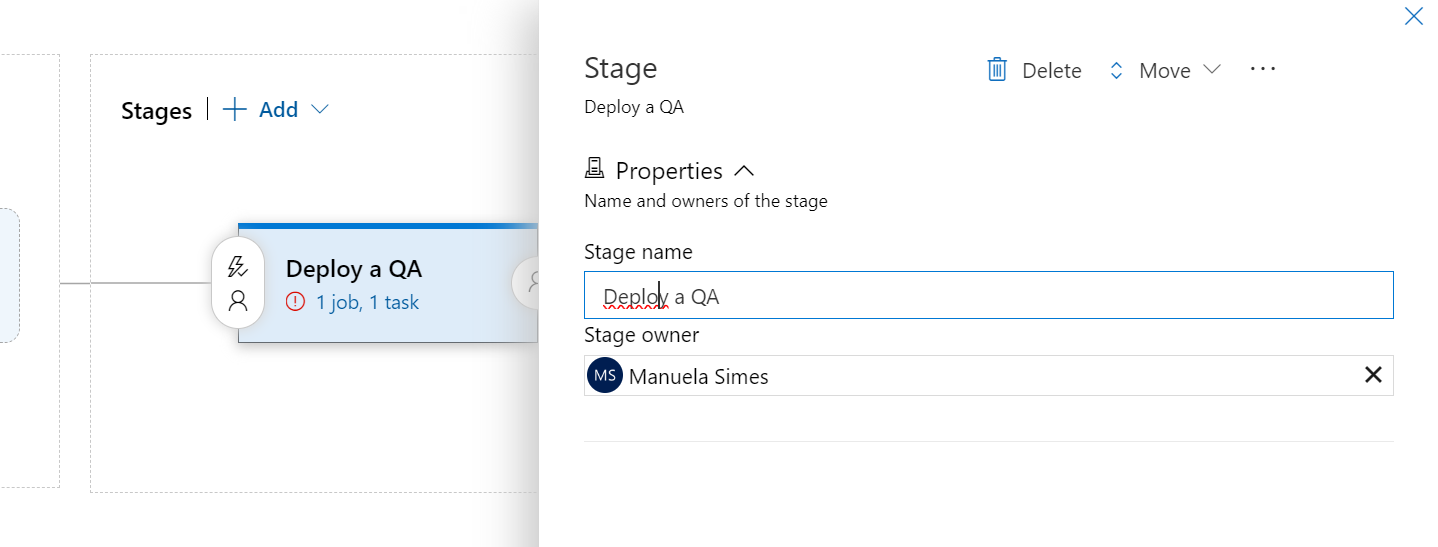 Stages
Add
Deploy a QA
1 job, 1 task
Stage
Delete
Move
Deploy a QA
Properties
Name and owners of the stage
Stage name
Deploy a QA
Stage owner
MS Manuela Simes